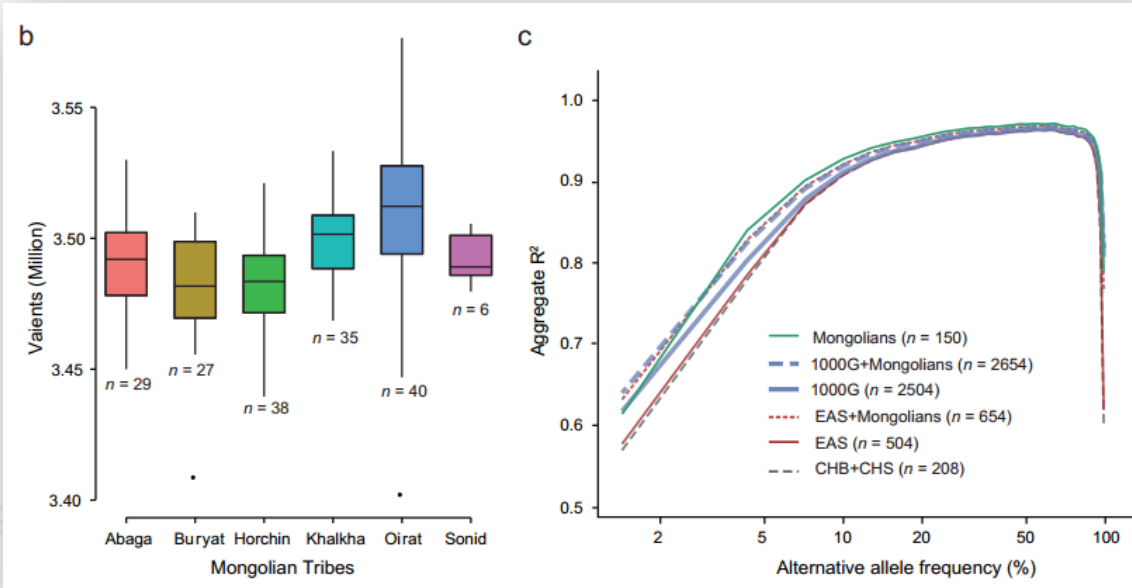 b
Vaients (Million)
3.55
3.50
3.45
3.40
n = 29
n = 27
n = 38
n = 35
n = 40
n = 6
Abaga Buryat Horchin Khalkha Oirat Sonid
Mongolian Tribes
c
Aggregate R²
1.0
0.9
0.8
0.7
0.6
0.5
Mongolians (n = 150)
1000G+Mongolians (n = 2654)
1000G (n = 2504)
EAS+Mongolians (n = 654)
EAS (n = 504)
CHB+CHS (n = 208)
2 5 10 20 50 100
Alternative allele frequency (%)